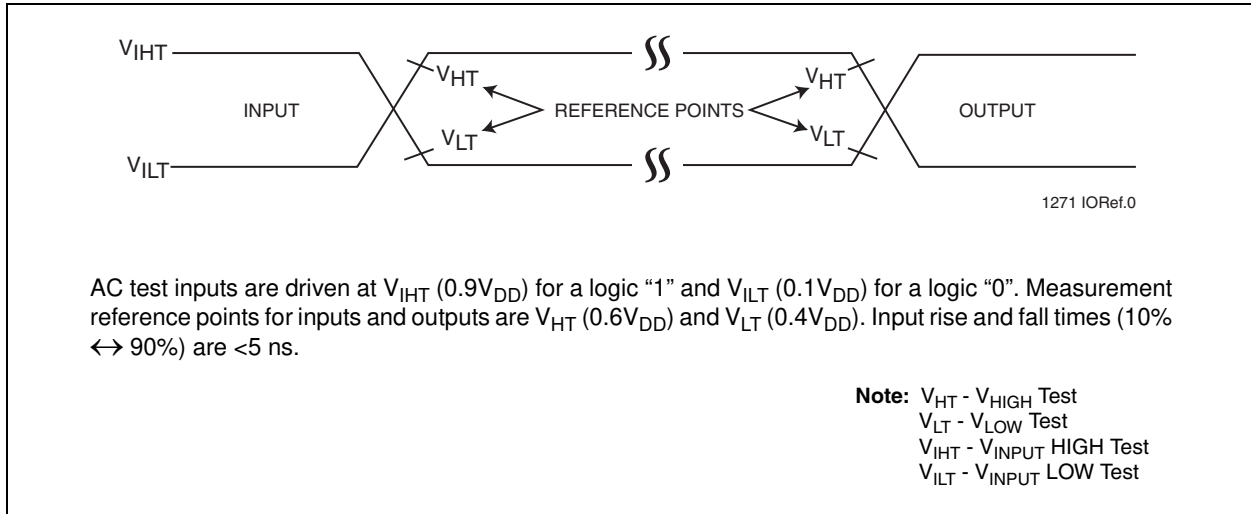 VIHT
VHT
VHT
INPUT
REFERENCE POINTS
OUTPUT
VLT
VLT
VILT
1271 IORef.0
AC test inputs are driven at VIHT (0.9VDD) for a logic “1” and VILT (0.1VDD) for a logic “0”. Measurement
reference points for inputs and outputs are VHT (0.6VDD) and VLT (0.4VDD). Input rise and fall times (10%
↔ 90%) are <5 ns.
Note: VHT - VHIGH Test
VLT - VLOW Test
VIHT - VINPUT HIGH Test
VILT - VINPUT LOW Test